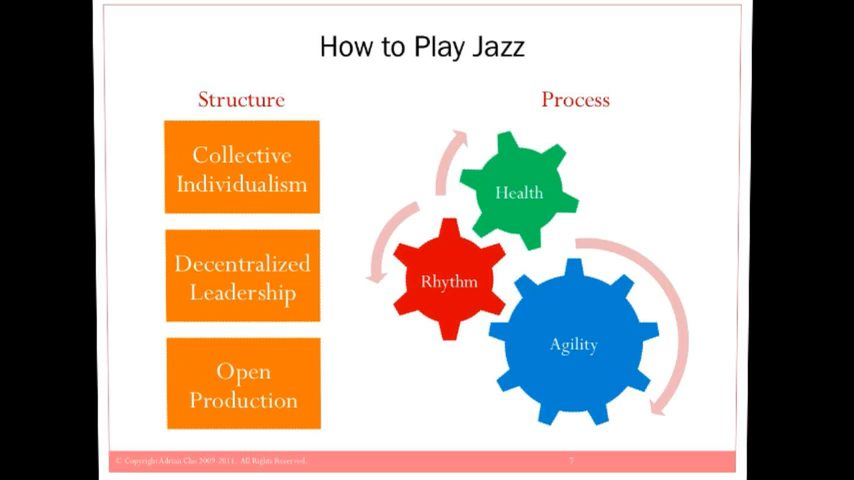 How to Play Jazz
Structure
Collective
Individualism
Decentralized
Leadership
Open
Production
Process
Health
Rhythm
Agility
© Copyright Adrian Cho 2009-2011. All Rights Reserved.
7